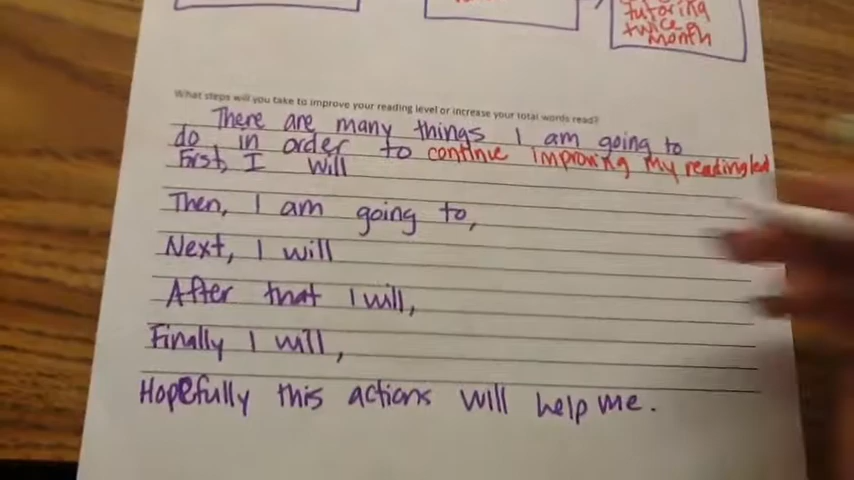 tutoring
twice a
month
What steps will you take to improve your reading level or increase your total words read?
There are many things I am going to
do in order to continue improving my reading
First, I will
Then, I am going to,
Next, I will
After that I will,
Finally I will,
Hopefully this actions will help me.